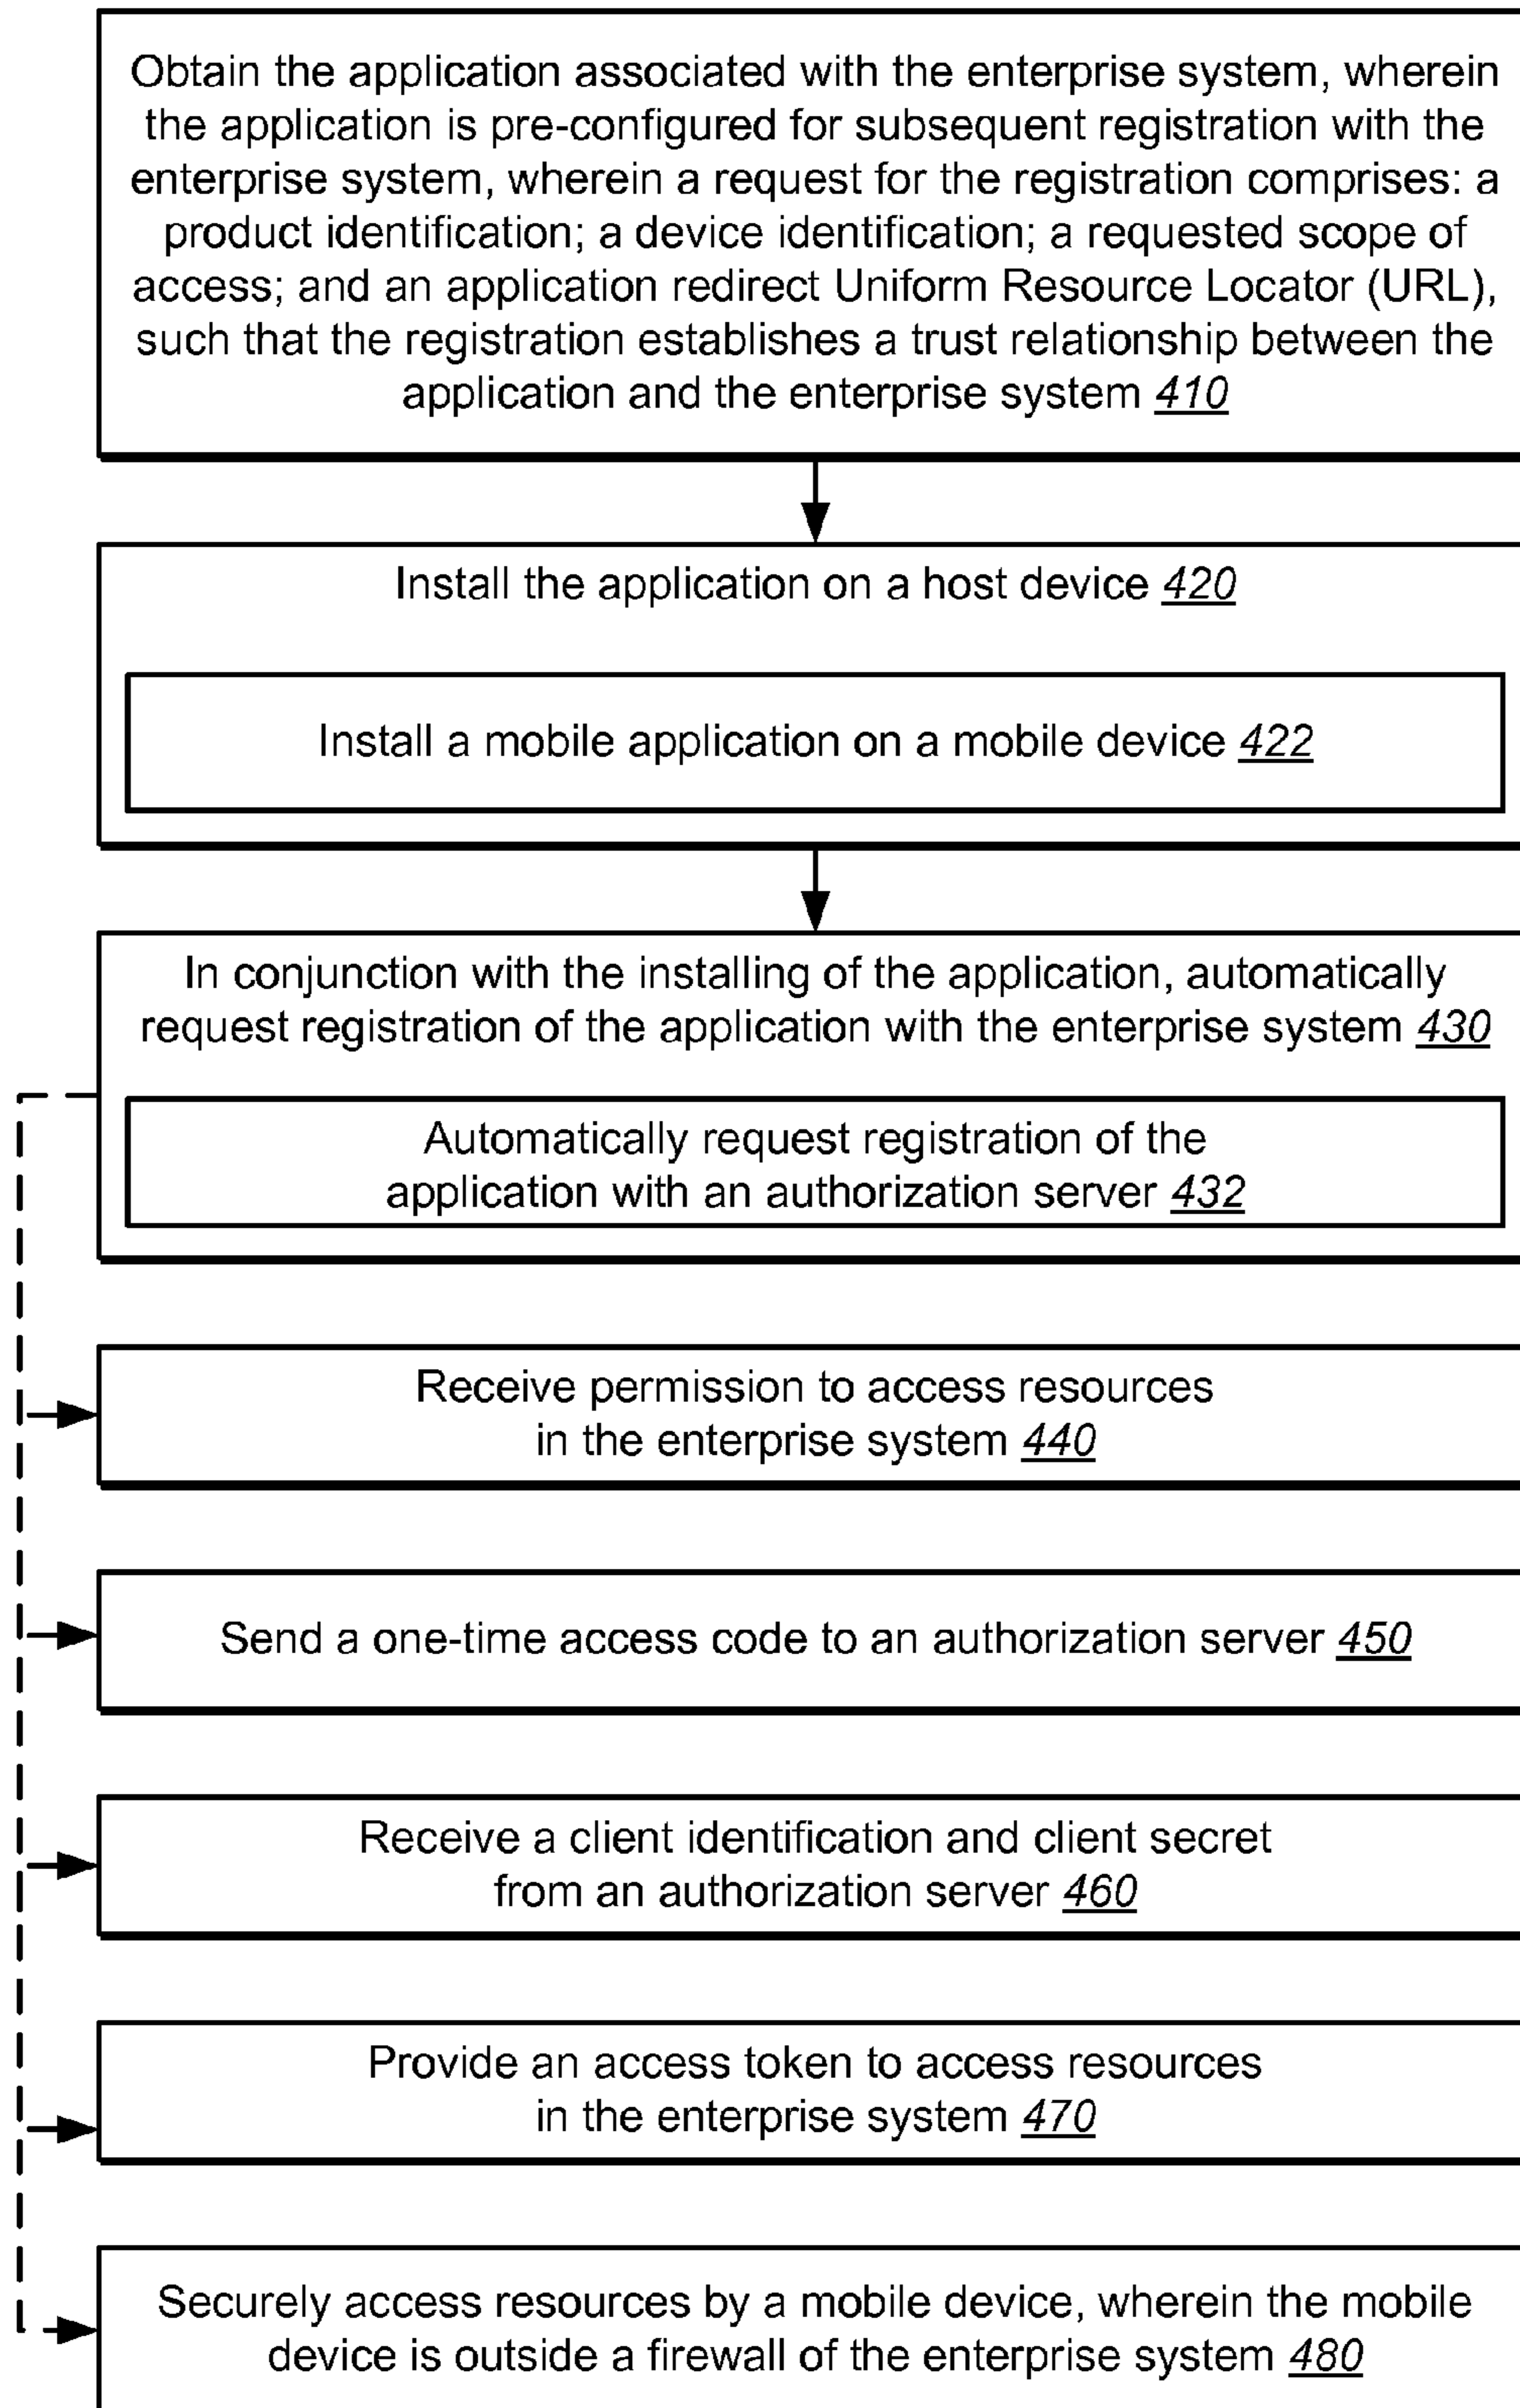 Obtain the application associated with the enterprise system, wherein
the application is pre-configured for subsequent registration with the
enterprise system, wherein a request for the registration comprises: a
product identification; a device identification; a requested scope of
access; and an application redirect Uniform Resource Locator (URL),
such that the registration establishes a trust relationship between the
application and the enterprise system 410
Install the application on a host device 420
Install a mobile application on a mobile device 422
In conjunction with the installing of the application, automatically
request registration of the application with the enterprise system 430
Automatically request registration of the
application with an authorization server 432
Receive permission to access resources
in the enterprise system 440
Send a one-time access code to an authorization server 450
Receive a client identification and client secret
from an authorization server 460
Provide an access token to access resources
in the enterprise system 470
Securely access resources by a mobile device, wherein the mobile
device is outside a firewall of the enterprise system 480